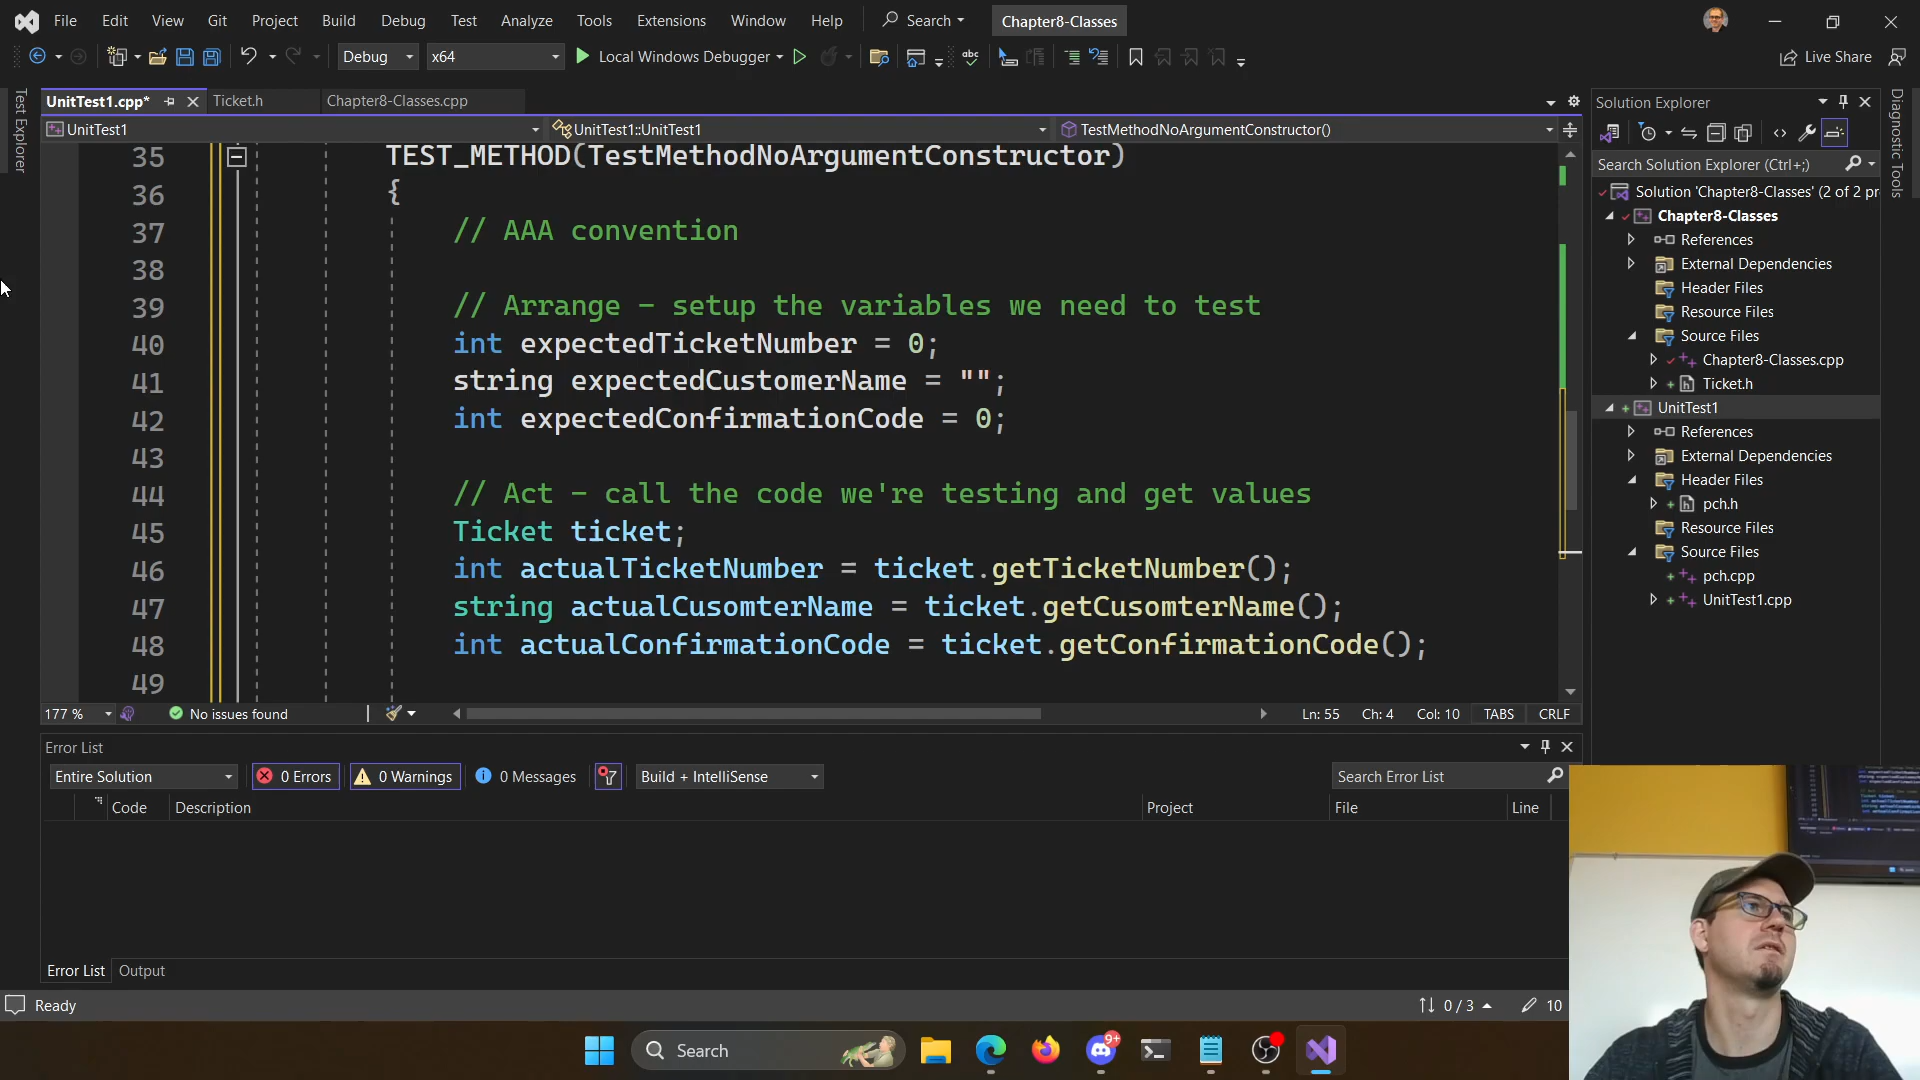 File Edit View Git Project Build Debug Test Analyze Tools Extensions Window Help Search Chapter8-Classes
Debug x64 Local Windows Debugger Live Share
Test Explorer
UnitTest1.cpp* Ticket.h Chapter8-Classes.cpp
UnitTest1 UnitTest1::UnitTest1 TestMethodNoArgumentConstructor()
35 TEST_METHOD(TestMethodNoArgumentConstructor)
36 {
37 // AAA convention
38
39 // Arrange - setup the variables we need to test
40 int expectedTicketNumber = 0;
41 string expectedCustomerName = "";
42 int expectedConfirmationCode = 0;
43
44 // Act - call the code we're testing and get values
45 Ticket ticket;
46 int actualTicketNumber = ticket.getTicketNumber();
47 string actualCusomterName = ticket.getCusomterName();
48 int actualConfirmationCode = ticket.getConfirmationCode();
49
177 % No issues found Ln: 55 Ch: 4 Col: 10 TABS CRLF
Solution Explorer
Search Solution Explorer (Ctrl+;)
Solution 'Chapter8-Classes' (2 of 2 pr
Chapter8-Classes
References
External Dependencies
Header Files
Resource Files
Source Files
Chapter8-Classes.cpp
Ticket.h
UnitTest1
References
External Dependencies
Header Files
pch.h
Resource Files
Source Files
pch.cpp
UnitTest1.cpp
Diagnostic Tools
Error List
Entire Solution 0 Errors 0 Warnings 0 Messages Build + IntelliSense Search Error List
Code Description Project File Line
Error List Output
Ready 0 / 3 10
Search 9+